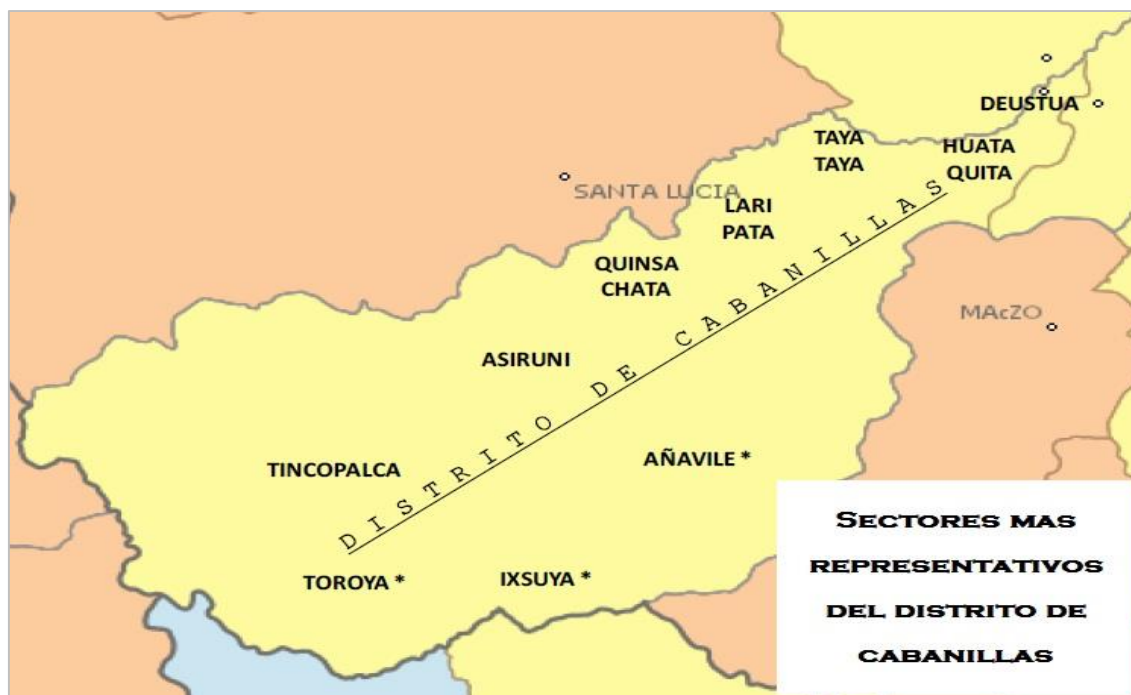 DEUSTUA
TAYA
TAYA
HUATA
QUITA
SANTA LUCIA
LARI
PATA
QUINSA
CHATA
DISTRITO DE CABANILLAS
MAcZO
ASIRUNI
AÑAVILE *
TINCOPALCA
TOROYA *
IXSUYA *
SECTORES MAS
REPRESENTATIVOS
DEL DISTRITO DE
CABANILLAS